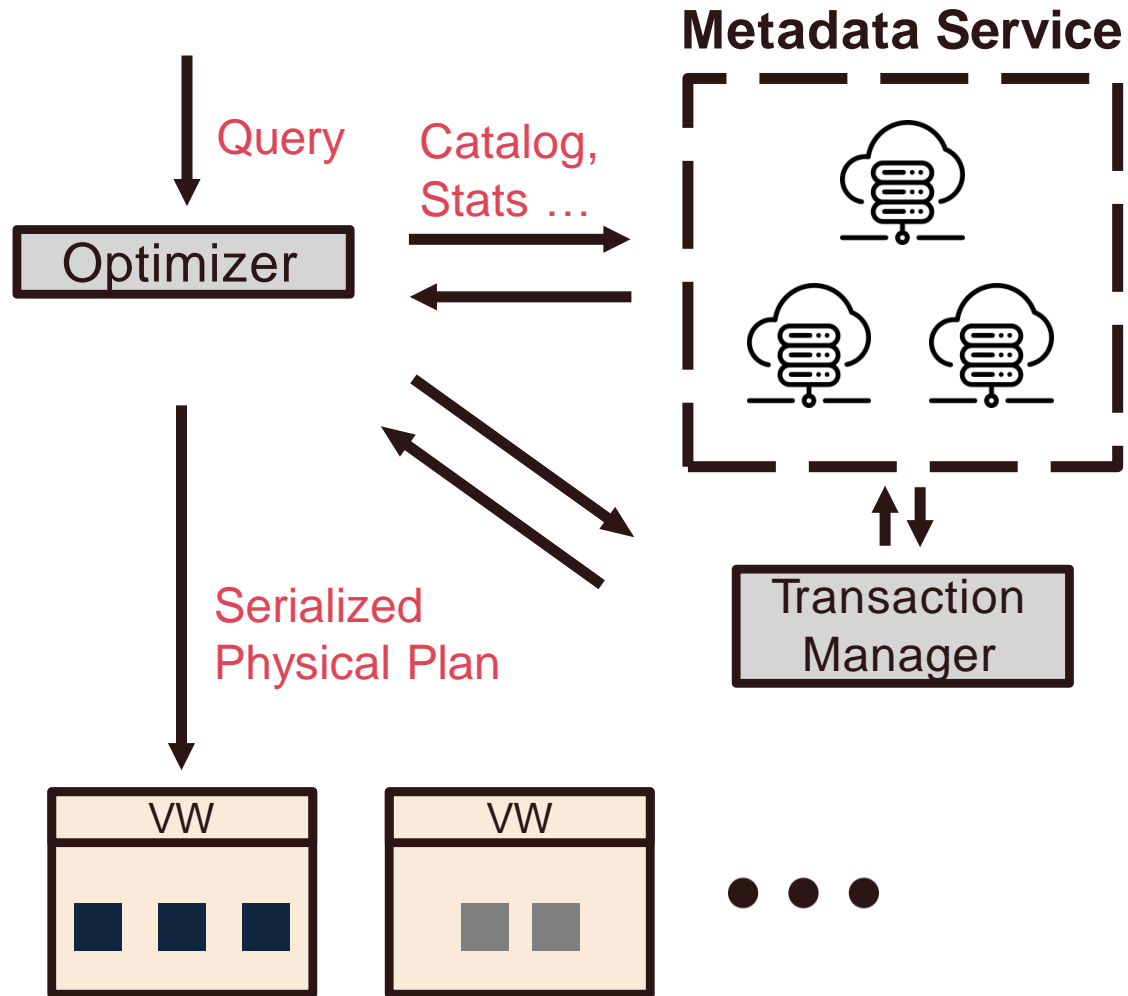 Metadata Service
Query
Catalog,
Stats …
Optimizer
Serialized
Physical Plan
Transaction
Manager
VW
VW